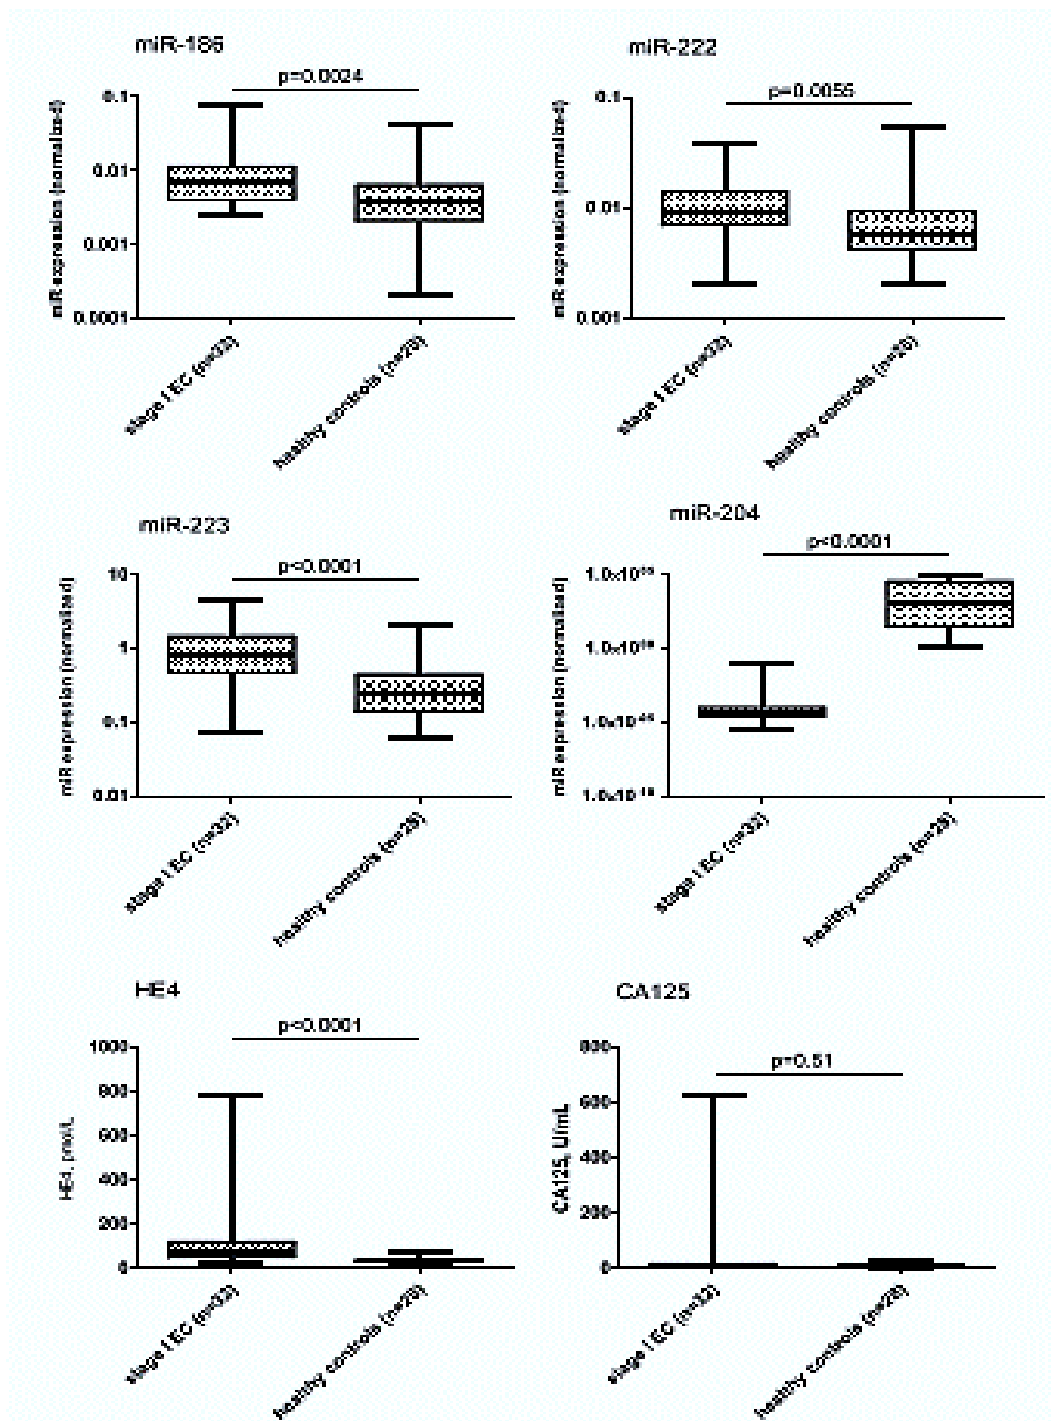 miR-186
p=0.0024
miR expression (normalized)
0.1
0.01
0.001
0.0001
stage I EC (n=32)
healthy controls (n=28)
miR-222
p=0.0055
miR expression (normalized)
0.1
0.01
0.001
stage I EC (n=32)
healthy controls (n=28)
miR-223
p<0.0001
miR expression (normalized)
10
1
0.1
0.01
stage I EC (n=32)
healthy controls (n=28)
miR-204
p<0.0001
miR expression (normalized)
stage I EC (n=32)
healthy controls (n=28)
HE4
p<0.0001
HE4, pmol/L
1000
800
600
400
200
0
stage I EC (n=32)
healthy controls (n=28)
CA125
p=0.61
CA125, U/mL
800
600
400
200
0
stage I EC (n=32)
healthy controls (n=28)